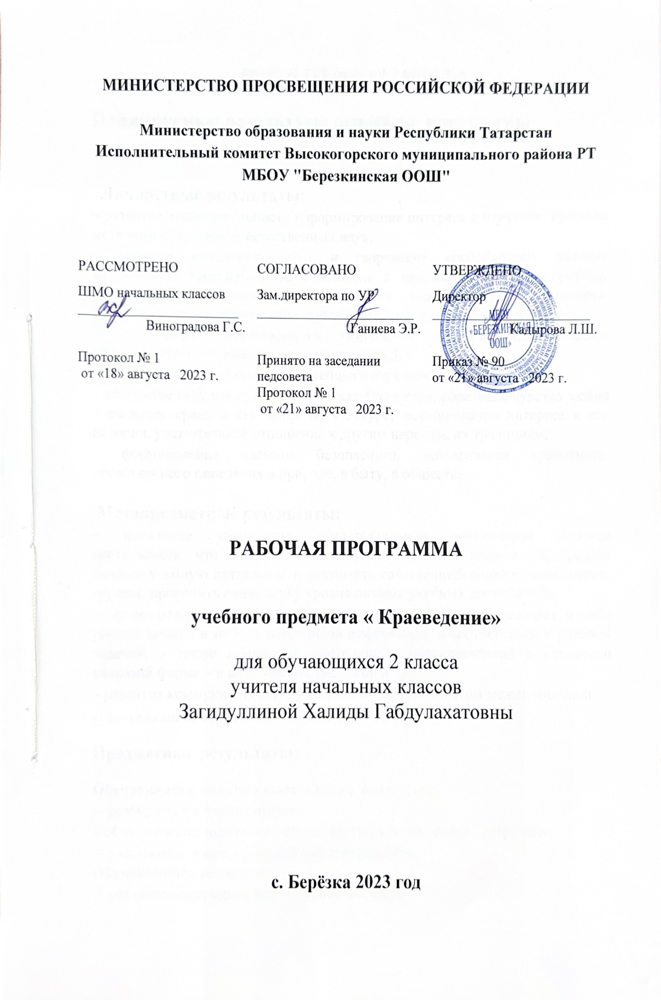 МИНИСТЕРСТВО ПРОСВЕЩЕНИЯ РОССИЙСКОЙ ФЕДЕРАЦИИ
Министерство образования и науки Республики Татарстан
Исполнительный комитет Высокогорского муниципального района РТ
МБОУ "Березкинская ООШ"
РАССМОТРЕНО
ШМО начальных классов
Виноградова Г.С.
Протокол № 1
от «18» августа 2023 г.
СОГЛАСОВАНО
Зам.директора по УР
Ганиева Э.Р.
Принято на заседании
педсовета
Протокол № 1
от «21» августа 2023 г.
УТВЕРЖДЕНО
Директор
Кадырова Л.Ш.
Приказ № 90
от «21» августа 2023 г.
МБОУ
«БЕРЕЗКИНСКАЯ
ООШ»
РАБОЧАЯ ПРОГРАММА
учебного предмета « Краеведение»
для обучающихся 2 класса
учителя начальных классов
Загидуллиной Халиды Габдулахатовны
с. Берёзка 2023 год